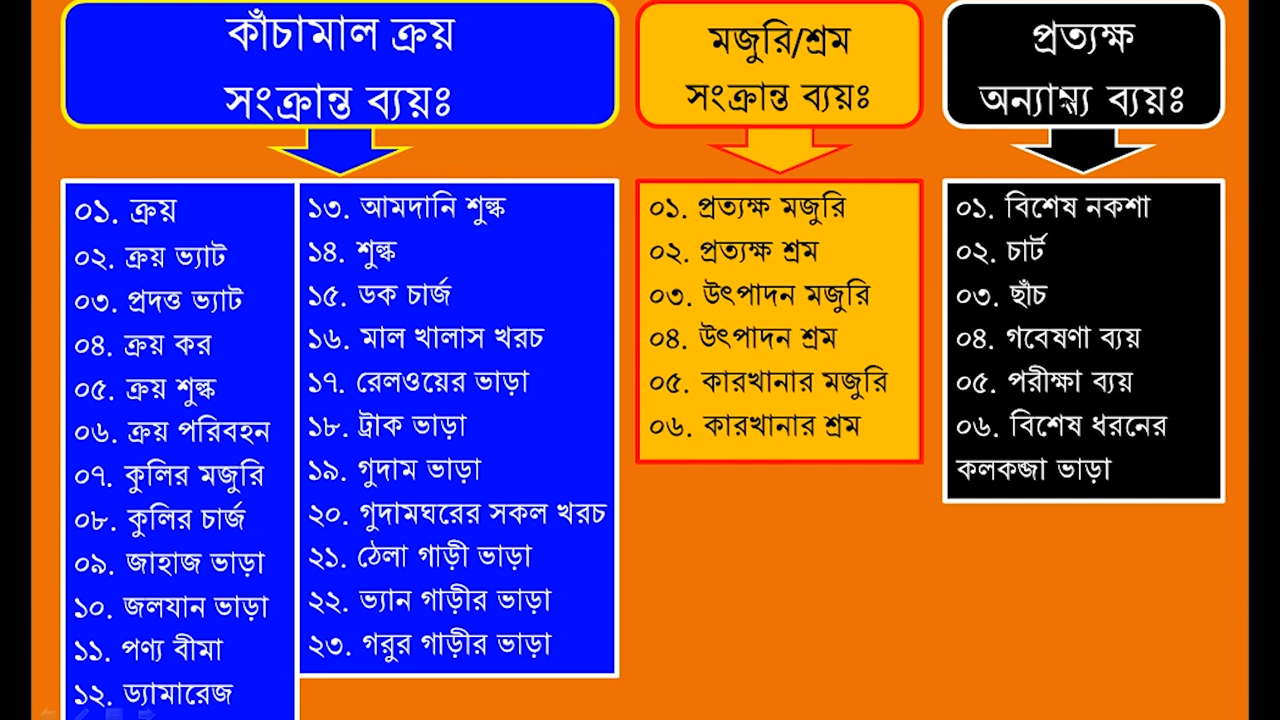 কাঁচামাল ক্রয়
সংক্রান্ত ব্যয়ঃ
০১. ক্রয়
০২. ক্রয় ভ্যাট
০৩. প্রদত্ত ভ্যাট
০৪. ক্রয় কর
০৫. ক্রয় শুল্ক
০৬. ক্রয় পরিবহন
০৭. কুলির মজুরি
০৮. কুলির চার্জ
০৯. জাহাজ ভাড়া
১০. জলযান ভাড়া
১১. পণ্য বীমা
১২. ড্যামারেজ
১৩. আমদানি শুল্ক
১৪. শুল্ক
১৫. ডক চার্জ
১৬. মাল খালাস খরচ
১৭. রেলওয়ের ভাড়া
১৮. ট্রাক ভাড়া
১৯. গুদাম ভাড়া
২০. গুদামঘরের সকল খরচ
২১. ঠেলা গাড়ী ভাড়া
২২. ভ্যান গাড়ীর ভাড়া
২৩. গরুর গাড়ীর ভাড়া
মজুরি/শ্রম
সংক্রান্ত ব্যয়ঃ
০১. প্রত্যক্ষ মজুরি
০২. প্রত্যক্ষ শ্রম
০৩. উৎপাদন মজুরি
০৪. উৎপাদন শ্রম
০৫. কারখানার মজুরি
০৬. কারখানার শ্রম
প্রত্যক্ষ
অন্যান্য ব্যয়ঃ
০১. বিশেষ নকশা
০২. চার্ট
০৩. ছাঁচ
০৪. গবেষণা ব্যয়
০৫. পরীক্ষা ব্যয়
০৬. বিশেষ ধরনের
কলকব্জা ভাড়া